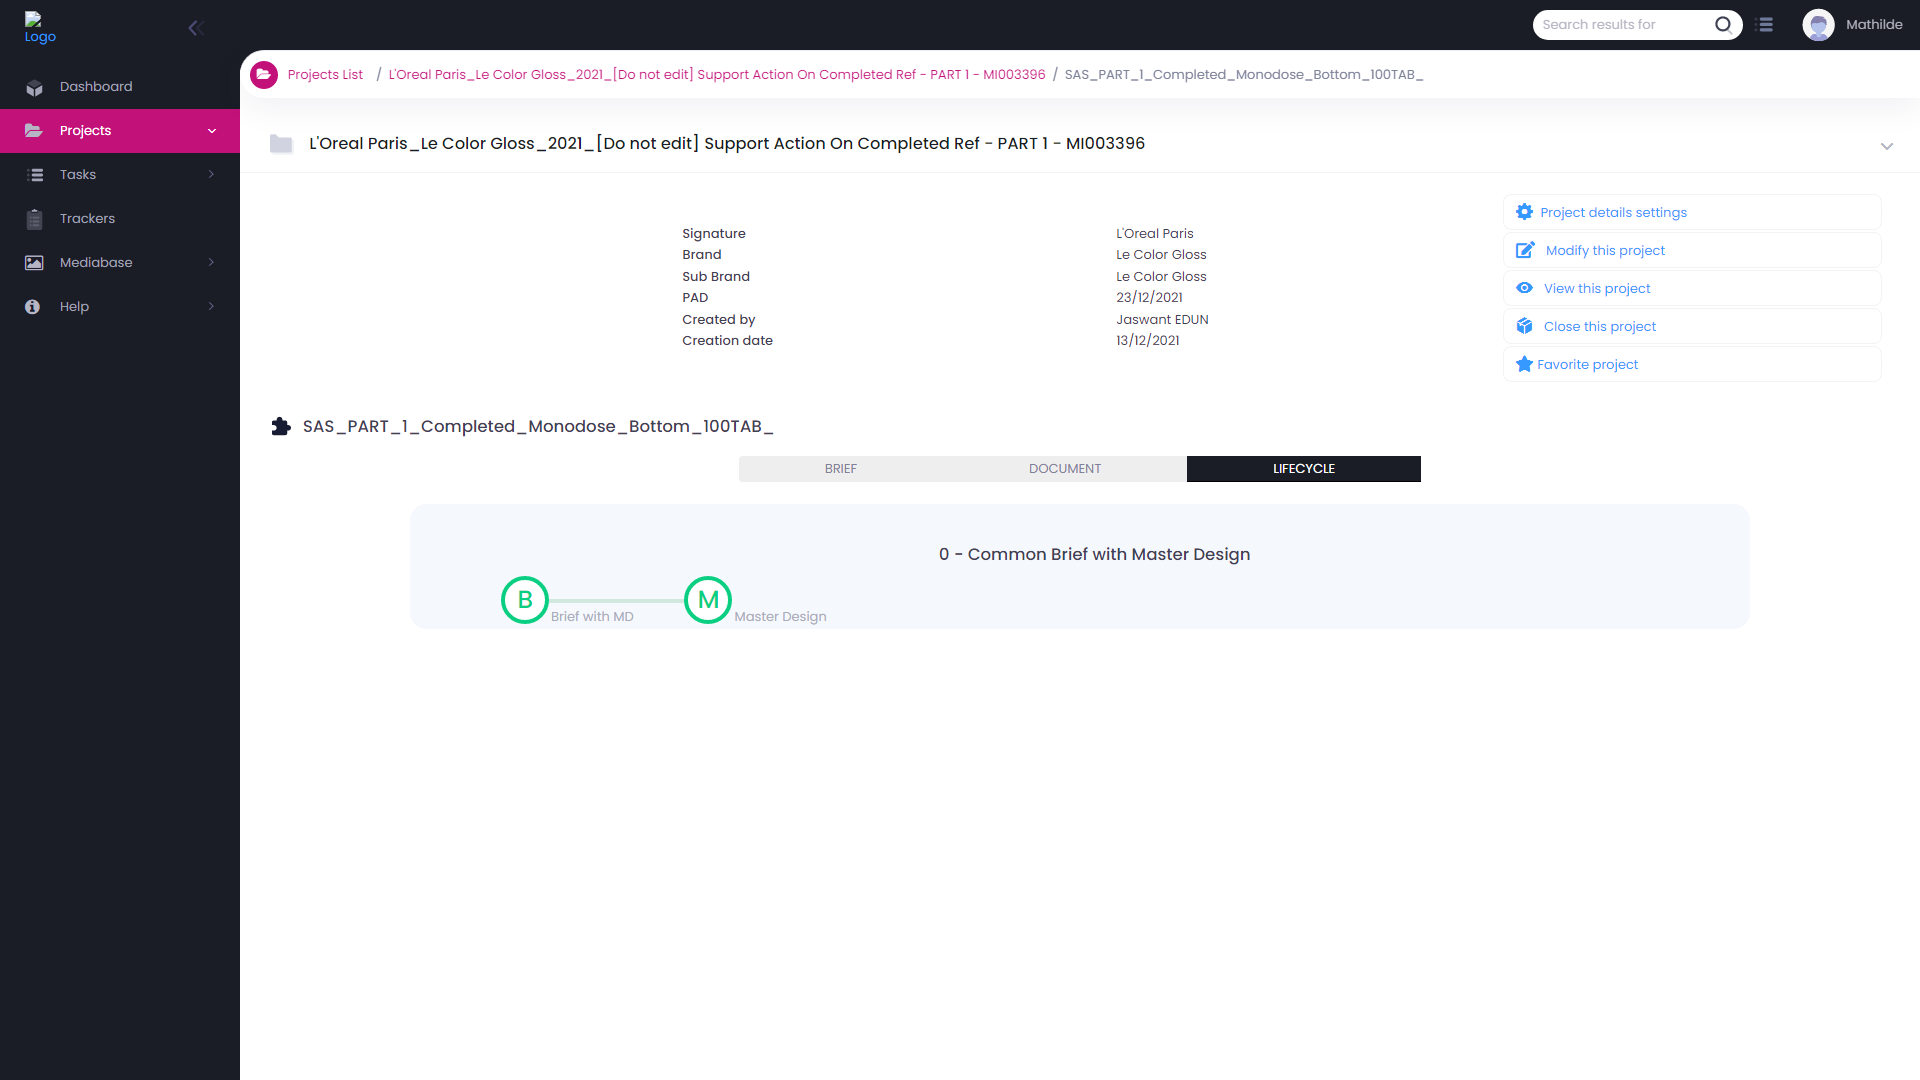 Logo
Search results for
Mathilde
Dashboard
Projects
Tasks
Trackers
Mediabase
Help
Projects List / L'Oreal Paris_Le Color Gloss_2021_[Do not edit] Support Action On Completed Ref - PART 1 - MI003396 / SAS_PART_1_Completed_Monodose_Bottom_100TAB_
L'Oreal Paris_Le Color Gloss_2021_[Do not edit] Support Action On Completed Ref - PART 1 - MI003396
Signature L'Oreal Paris
Brand Le Color Gloss
Sub Brand Le Color Gloss
PAD 23/12/2021
Created by Jaswant EDUN
Creation date 13/12/2021
Project details settings
Modify this project
View this project
Close this project
Favorite project
SAS_PART_1_Completed_Monodose_Bottom_100TAB_
BRIEF DOCUMENT LIFECYCLE
0 - Common Brief with Master Design
B Brief with MD M Master Design